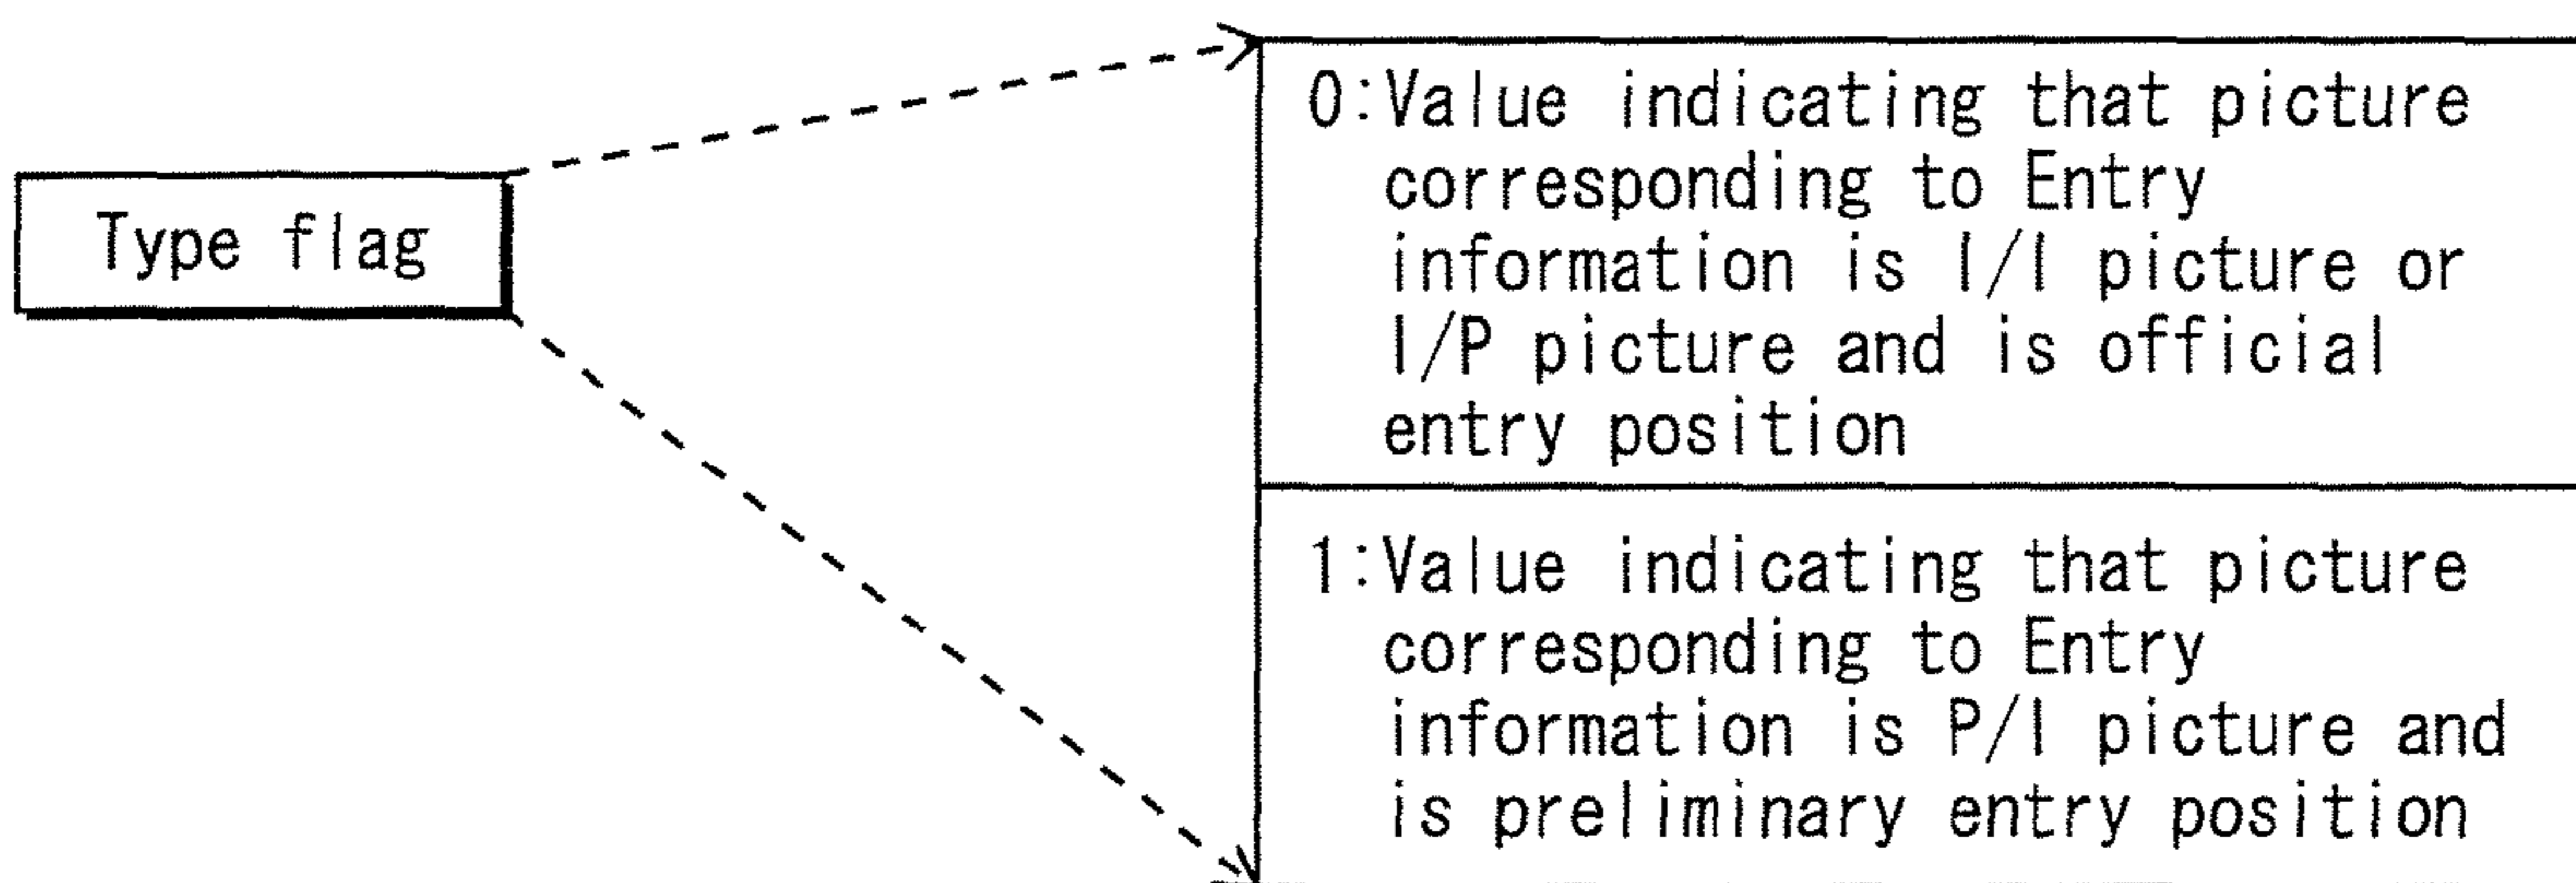 Type flag
0:Value indicating that picture
corresponding to Entry
information is I/I picture or
I/P picture and is official
entry position
1:Value indicating that picture
corresponding to Entry
information is P/I picture and
is preliminary entry position